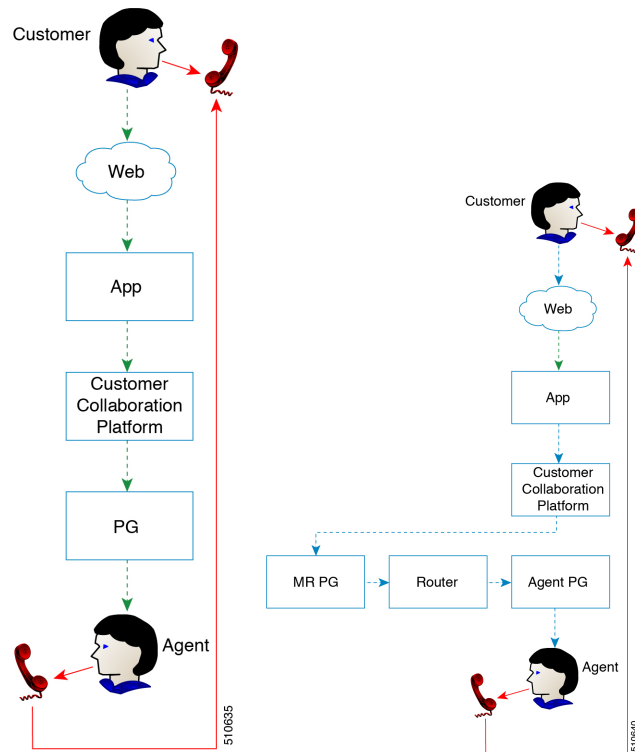 Customer
Web
App
Customer
Collaboration
Platform
PG
Agent
510635
Customer
Web
App
Customer
Collaboration
Platform
MR PG
Router
Agent PG
Agent
510640